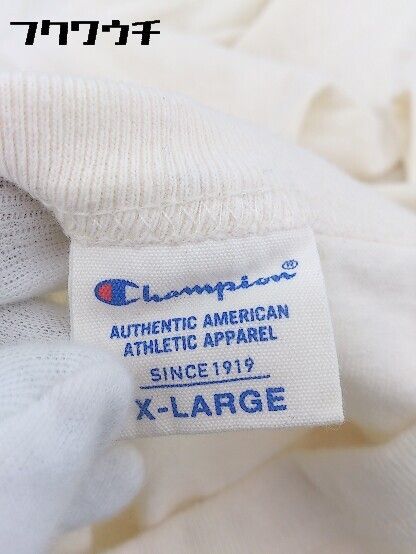 フクワウチ
Champion®
AUTHENTIC AMERICAN
ATHLETIC APPAREL
SINCE 1919
X-LARGE